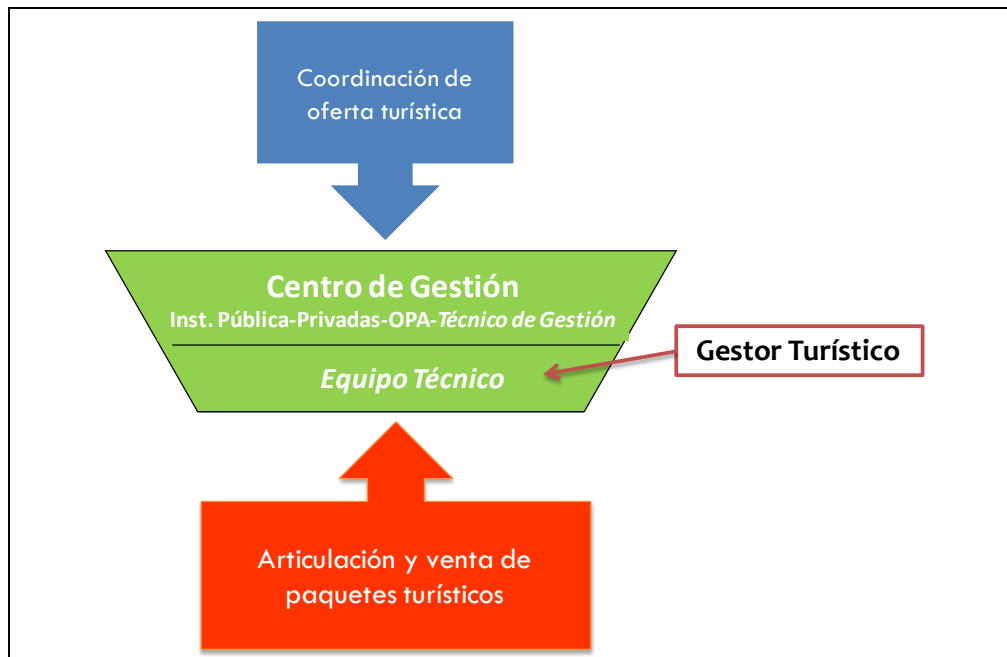 Coordinación de
oferta turística
Centro de Gestión
Inst. Pública-Privadas-OPA-Técnico de Gestión
Equipo Técnico
Gestor Turístico
Articulación y venta de
paquetes turísticos